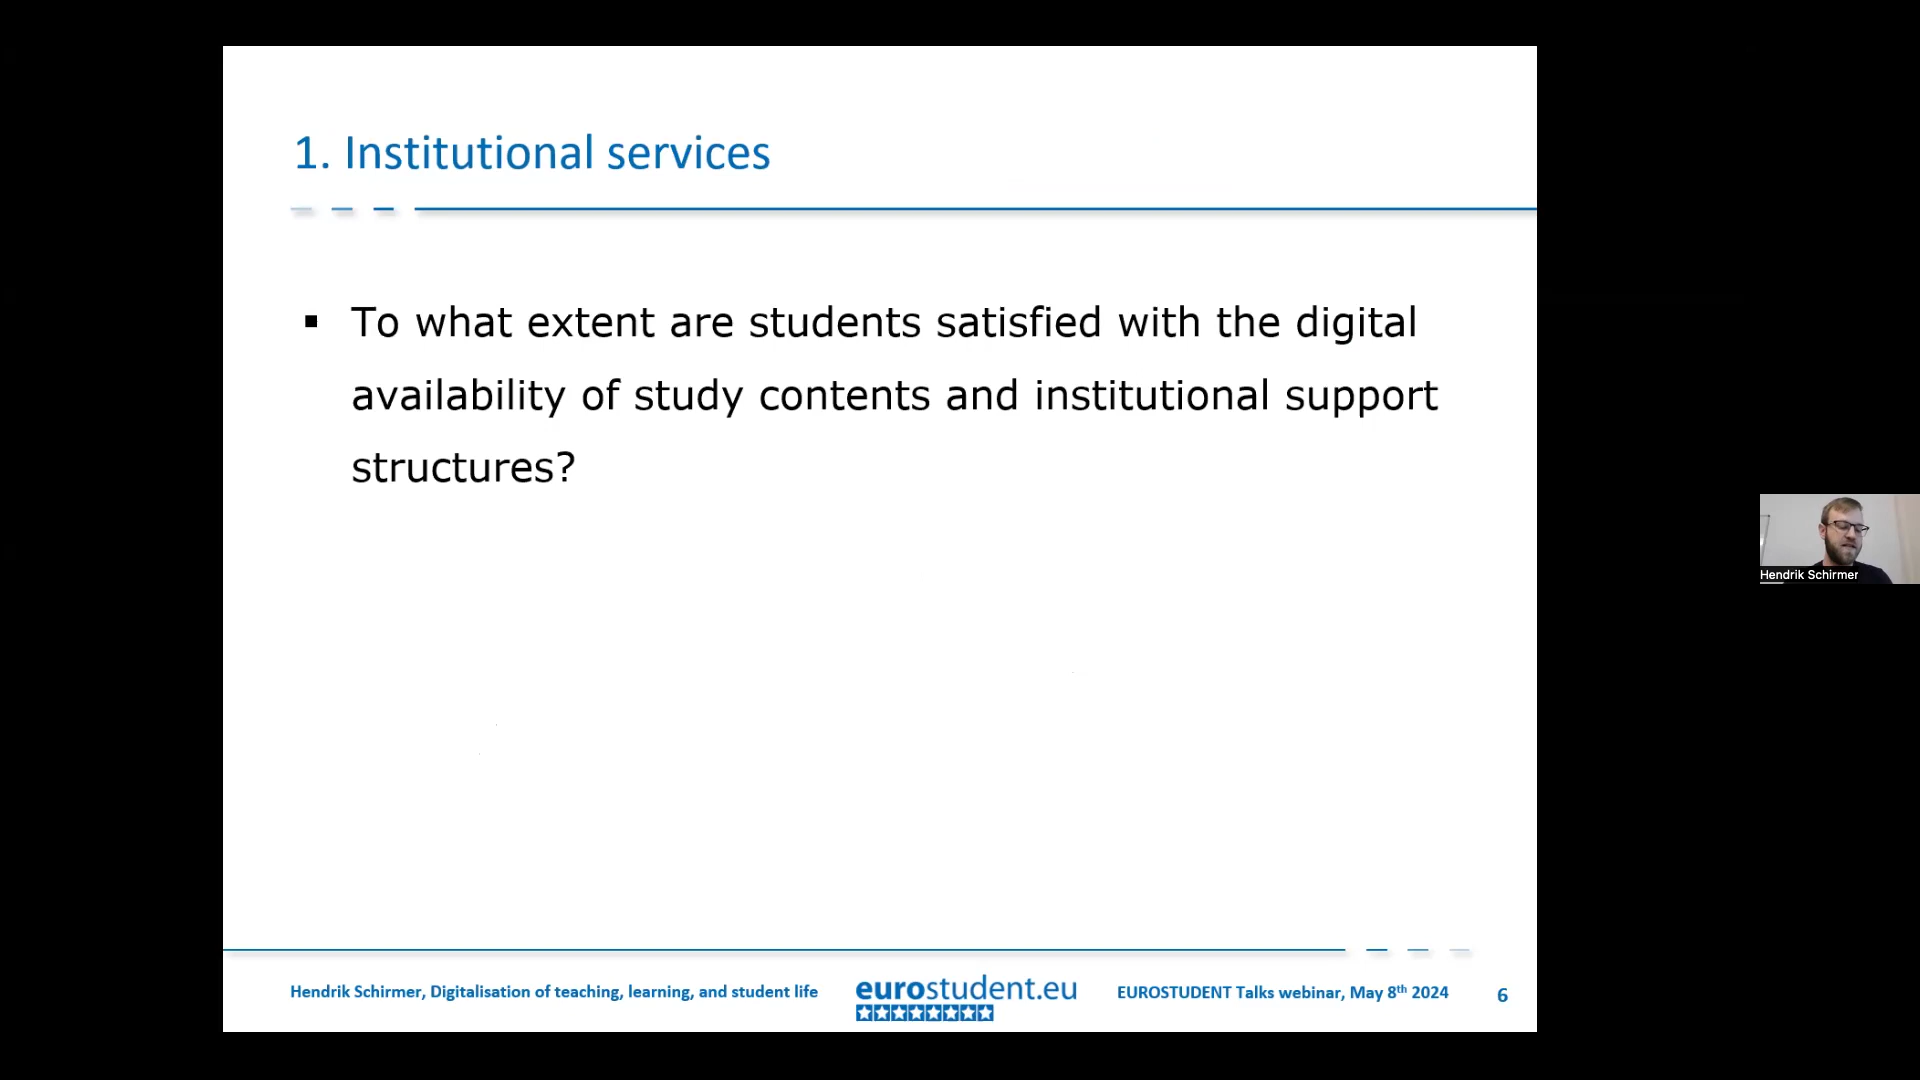 1. Institutional services
▪ To what extent are students satisfied with the digital
availability of study contents and institutional support
structures?
Hendrik Schirmer
Hendrik Schirmer, Digitalisation of teaching, learning, and student life
eurostudent.eu
EUROSTUDENT Talks webinar, May 8th 2024
6